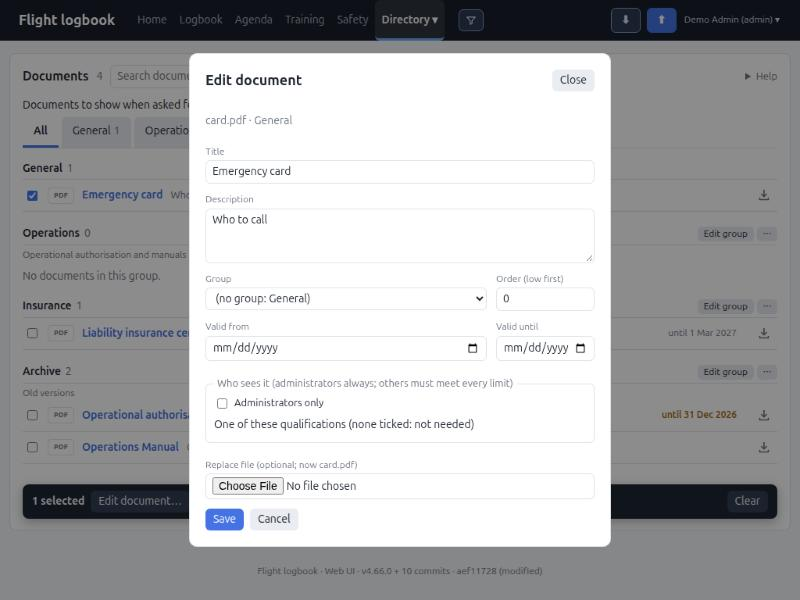 Flight logbook Home Logbook Agenda Training Safety Directory ▾ Demo Admin (admin) ▾
Documents 4 Search docum ▶ Help
Documents to show when asked f
All General 1 Operatio
General 1
PDF Emergency card Who
Operations 0 Edit group ···
Operational authorisation and manuals
No documents in this group.
Insurance 1 Edit group ···
PDF Liability insurance ce until 1 Mar 2027
Archive 2 Edit group ···
Old versions
PDF Operational authoris until 31 Dec 2026
PDF Operations Manual
1 selected Edit document… Clear
Edit document Close
card.pdf · General
Title
Emergency card
Description
Who to call
Group Order (low first)
(no group: General) 0
Valid from Valid until
mm/dd/yyyy mm/dd/yyyy
Who sees it (administrators always; others must meet every limit)
Administrators only
One of these qualifications (none ticked: not needed)
Replace file (optional; now card.pdf)
Choose File No file chosen
Save Cancel
Flight logbook · Web UI · v4.66.0 + 10 commits · aef11728 (modified)